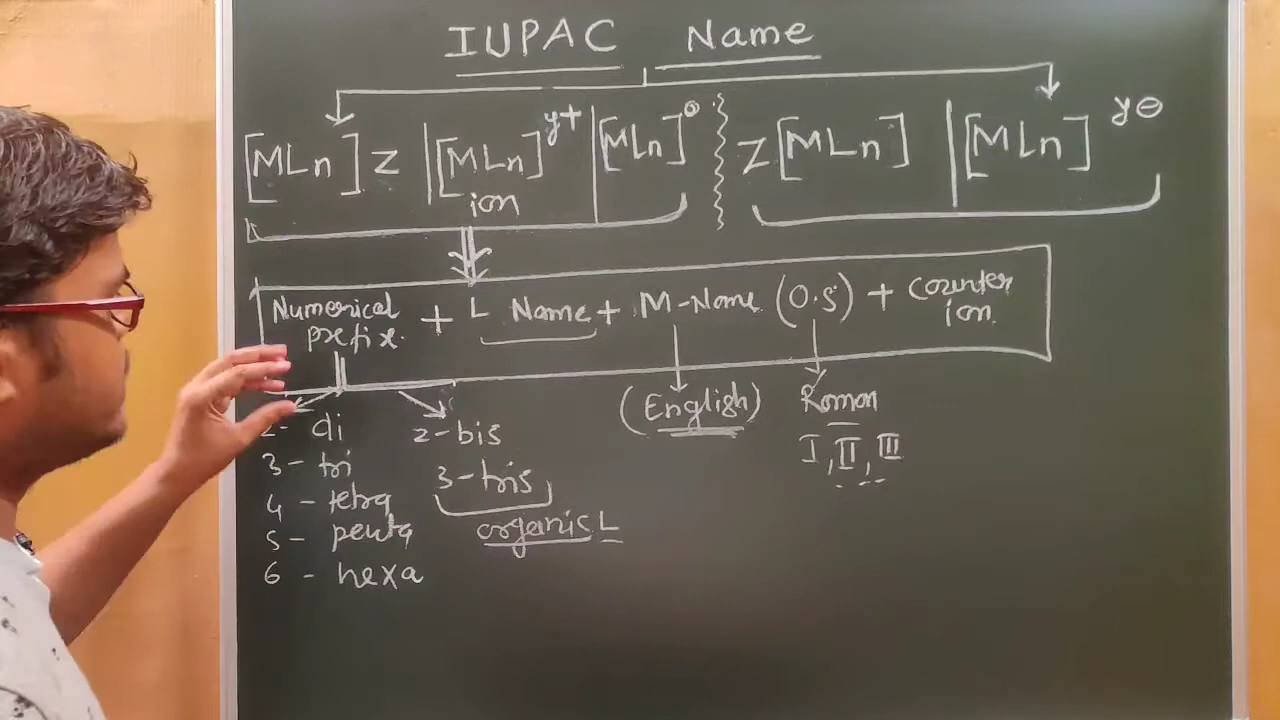 IUPAC Name
[MLn]Z | [MLn]^y+ | [MLn]^0 Z[MLn] | [MLn]^y⊖
ion
Numerical prefix + L Name + M-Name (O.S) + counter ion
2- di 2-bis (English) Roman
3- tri 3-tris I, II, III
4 - tetra organic L
5 - penta
6 - hexa